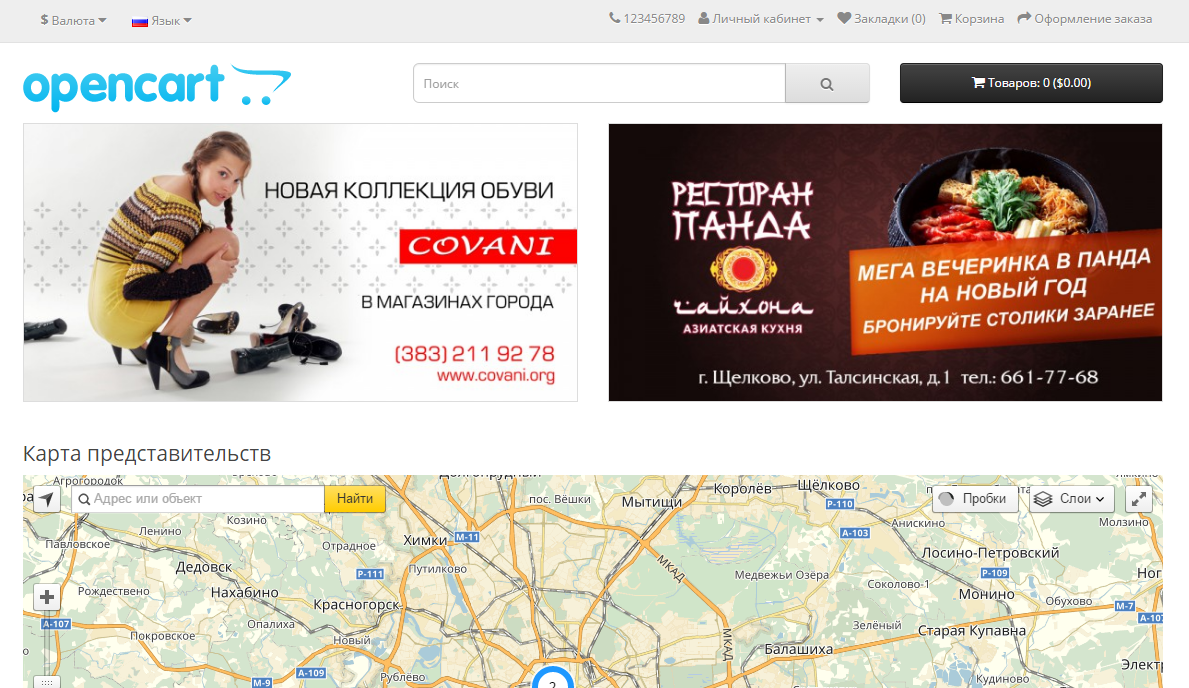 $ Валюта
Язык
123456789
Личный кабинет
Закладки (0)
Корзина
Оформление заказа
opencart
Поиск
Товаров: 0 ($0.00)
НОВАЯ КОЛЛЕКЦИЯ ОБУВИ
COVANI
В МАГАЗИНАХ ГОРОДА
(383) 211 92 78
www.covani.org
РЕСТОРАН
ПАНДА
чайхона
АЗИАТСКАЯ КУХНЯ
МЕГА ВЕЧЕРИНКА В ПАНДА
НА НОВЫЙ ГОД
БРОНИРУЙТЕ СТОЛИКИ ЗАРАНЕЕ
г. Щелково, ул. Талсинская, д.1 тел.: 661-77-68
Карта представительств
Агрогородок
Адрес или объект
Найти
пос. Вёшки
Мытищи
Королёв
Щёлково
Пробки
Слои
Р-110
Козино
Ленино
Павловское
Отрадное
Химки
М-11
А-103
Анискино
Молзино
Лосино-Петровский
Дедовск
Р-111
Путилково
МКАД
Медвежьи Озёра
Р-109
Ног
Рождествено
Нахабино
Красногорск
Соколово-1
Монино
Обухово
М-7
А-107
Опалиха
Зелёный
Старая Купавна
А-107
Покровское
Новый
МКАД
Балашиха
Электр
А-109
М-9
Рублёво
2
Кудиново